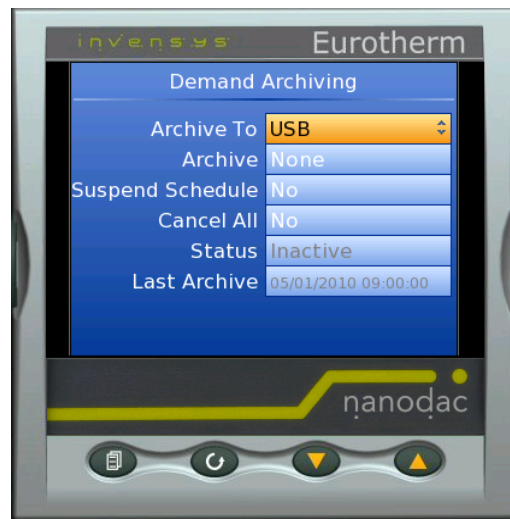 invensys
Eurotherm
Demand Archiving
Archive To USB
Archive None
Suspend Schedule No
Cancel All No
Status Inactive
Last Archive 05/01/2010 09:00:00
nanodac